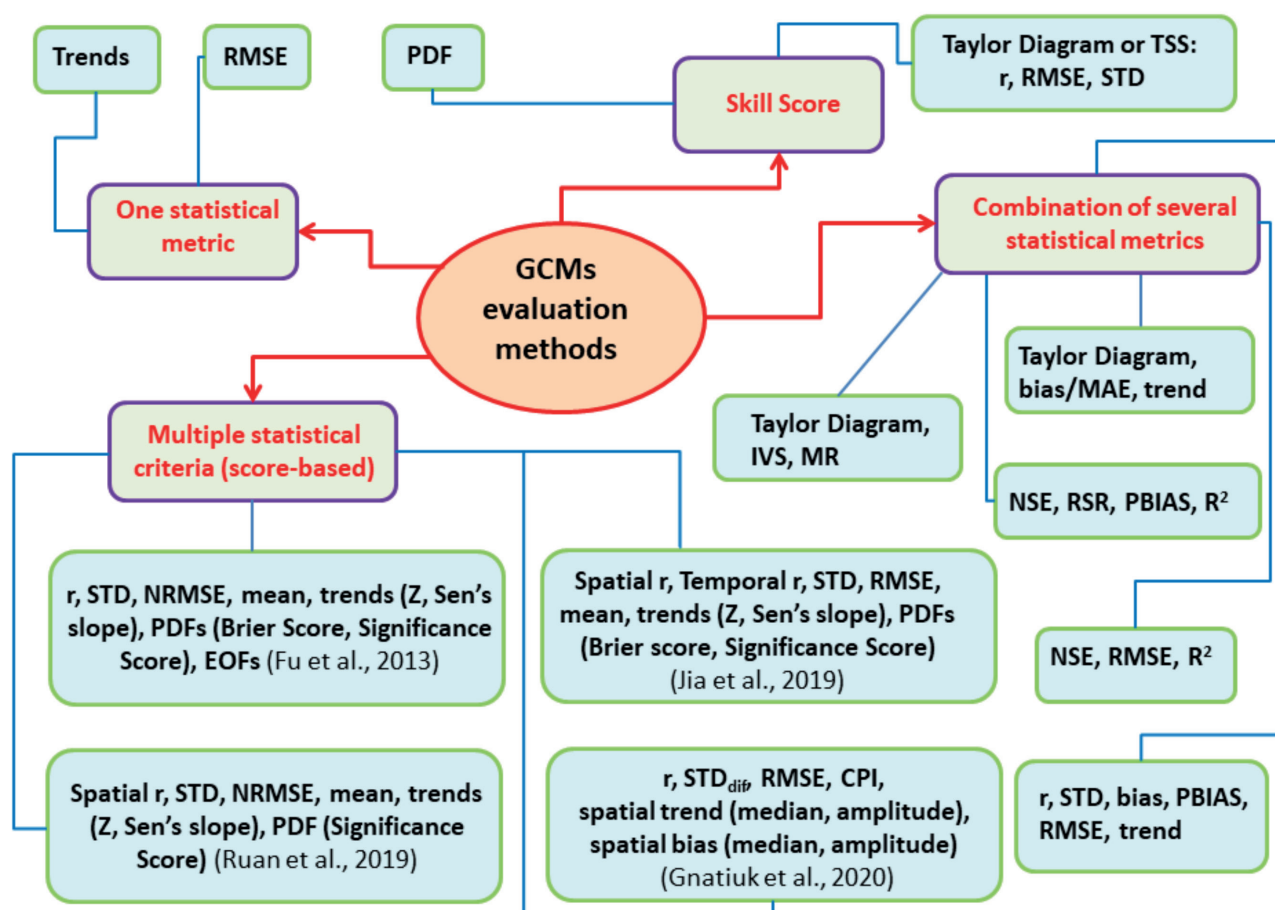 Trends
RMSE
PDF
Taylor Diagram or TSS:
r, RMSE, STD
Skill Score
One statistical
metric
Combination of several
statistical metrics
GCMs
evaluation
methods
Taylor Diagram,
bias/MAE, trend
Taylor Diagram,
IVS, MR
Multiple statistical
criteria (score-based)
NSE, RSR, PBIAS, R²
r, STD, NRMSE, mean, trends (Z, Sen’s
slope), PDFs (Brier Score, Significance
Score), EOFs (Fu et al., 2013)
Spatial r, Temporal r, STD, RMSE,
mean, trends (Z, Sen’s slope), PDFs
(Brier score, Significance Score)
(Jia et al., 2019)
NSE, RMSE, R²
Spatial r, STD, NRMSE, mean, trends
(Z, Sen’s slope), PDF (Significance
Score) (Ruan et al., 2019)
r, STDdif, RMSE, CPI,
spatial trend (median, amplitude),
spatial bias (median, amplitude)
(Gnatiuk et al., 2020)
r, STD, bias, PBIAS,
RMSE, trend